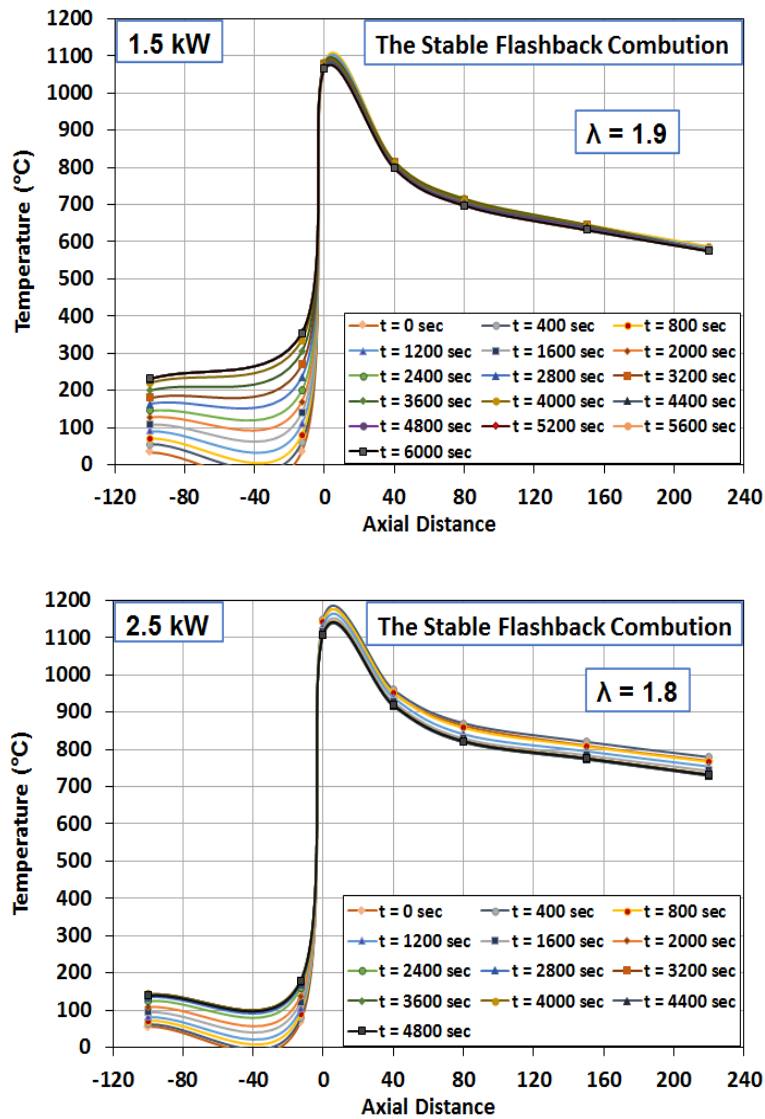 1.5 kW
The Stable Flashback Combution
λ = 1.9
1200
1100
1000
900
800
700
600
500
400
300
200
100
0
Temperature (°C)
t = 0 sec t = 400 sec t = 800 sec
t = 1200 sec t = 1600 sec t = 2000 sec
t = 2400 sec t = 2800 sec t = 3200 sec
t = 3600 sec t = 4000 sec t = 4400 sec
t = 4800 sec t = 5200 sec t = 5600 sec
t = 6000 sec
-120 -80 -40 0 40 80 120 160 200 240
Axial Distance
2.5 kW
The Stable Flashback Combution
λ = 1.8
1200
1100
1000
900
800
700
600
500
400
300
200
100
0
Temperature (°C)
t = 0 sec t = 400 sec t = 800 sec
t = 1200 sec t = 1600 sec t = 2000 sec
t = 2400 sec t = 2800 sec t = 3200 sec
t = 3600 sec t = 4000 sec t = 4400 sec
t = 4800 sec
-120 -80 -40 0 40 80 120 160 200 240
Axial Distance